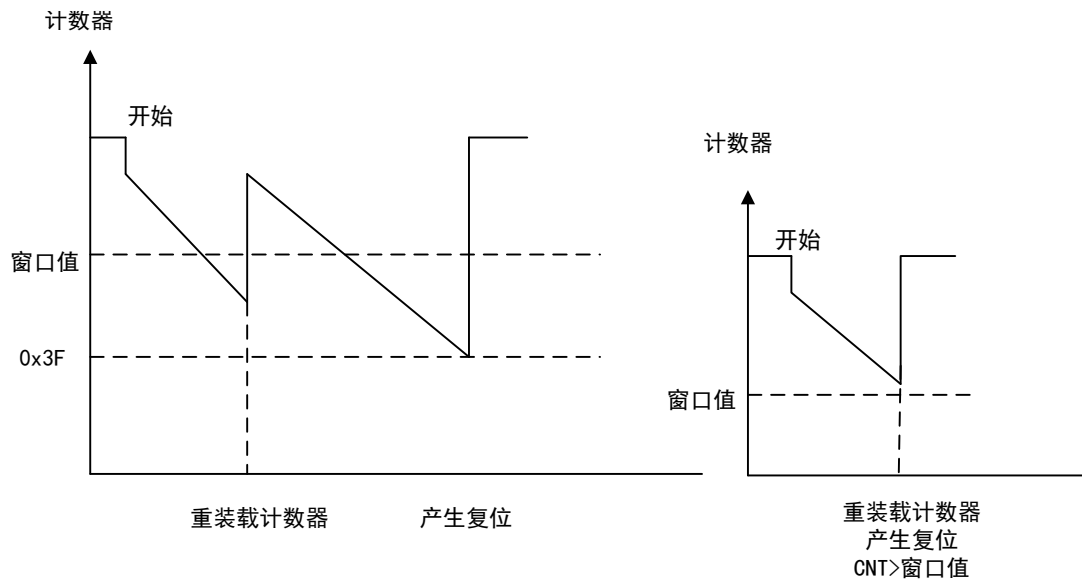 计数器
开始
窗口值
0x3F
重装载计数器
产生复位
计数器
开始
窗口值
重装载计数器
产生复位
CNT>窗口值